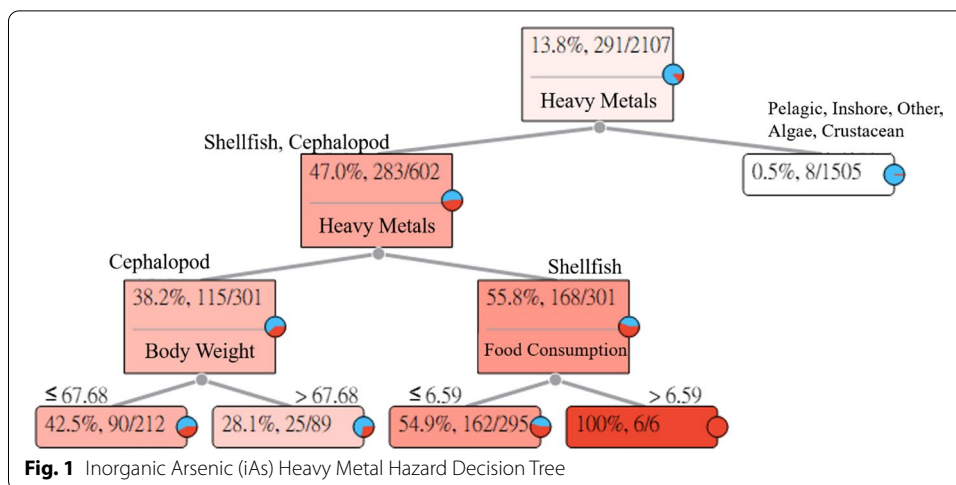 13.8%, 291/2107
Heavy Metals
Pelagic, Inshore, Other,
Algae, Crustacean
Shellfish, Cephalopod
47.0%, 283/602
Heavy Metals
0.5%, 8/1505
Cephalopod
Shellfish
38.2%, 115/301
Body Weight
55.8%, 168/301
Food Consumption
≤ 67.68
> 67.68
≤ 6.59
> 6.59
42.5%, 90/212
28.1%, 25/89
54.9%, 162/295
100%, 6/6
Fig. 1 Inorganic Arsenic (iAs) Heavy Metal Hazard Decision Tree